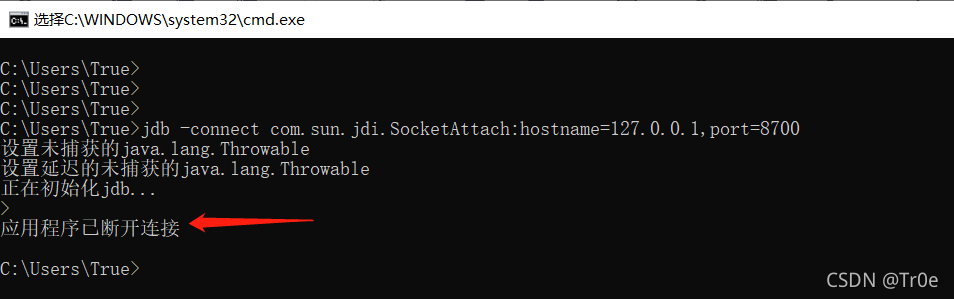 选择C:\WINDOWS\system32\cmd.exe
C:\Users\True>
C:\Users\True>
C:\Users\True>
C:\Users\True>jdb -connect com.sun.jdi.SocketAttach:hostname=127.0.0.1,port=8700
设置未捕获的java.lang.Throwable
设置延迟的未捕获的java.lang.Throwable
正在初始化jdb...
>
应用程序已断开连接
C:\Users\True>
CSDN @Tr0e